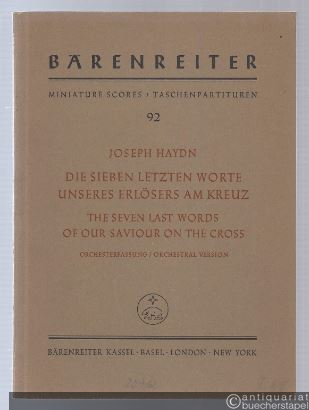 BÄRENREITER
MINIATURE SCORES · TASCHENPARTITUREN
92
JOSEPH HAYDN
DIE SIEBEN LETZTEN WORTE
UNSERES ERLÖSERS AM KREUZ
THE SEVEN LAST WORDS
OF OUR SAVIOUR ON THE CROSS
ORCHESTERFASSUNG / ORCHESTRAL VERSION
BÄRENREITER KASSEL · BASEL · LONDON · NEW YORK
antiquariat
buecherstapel